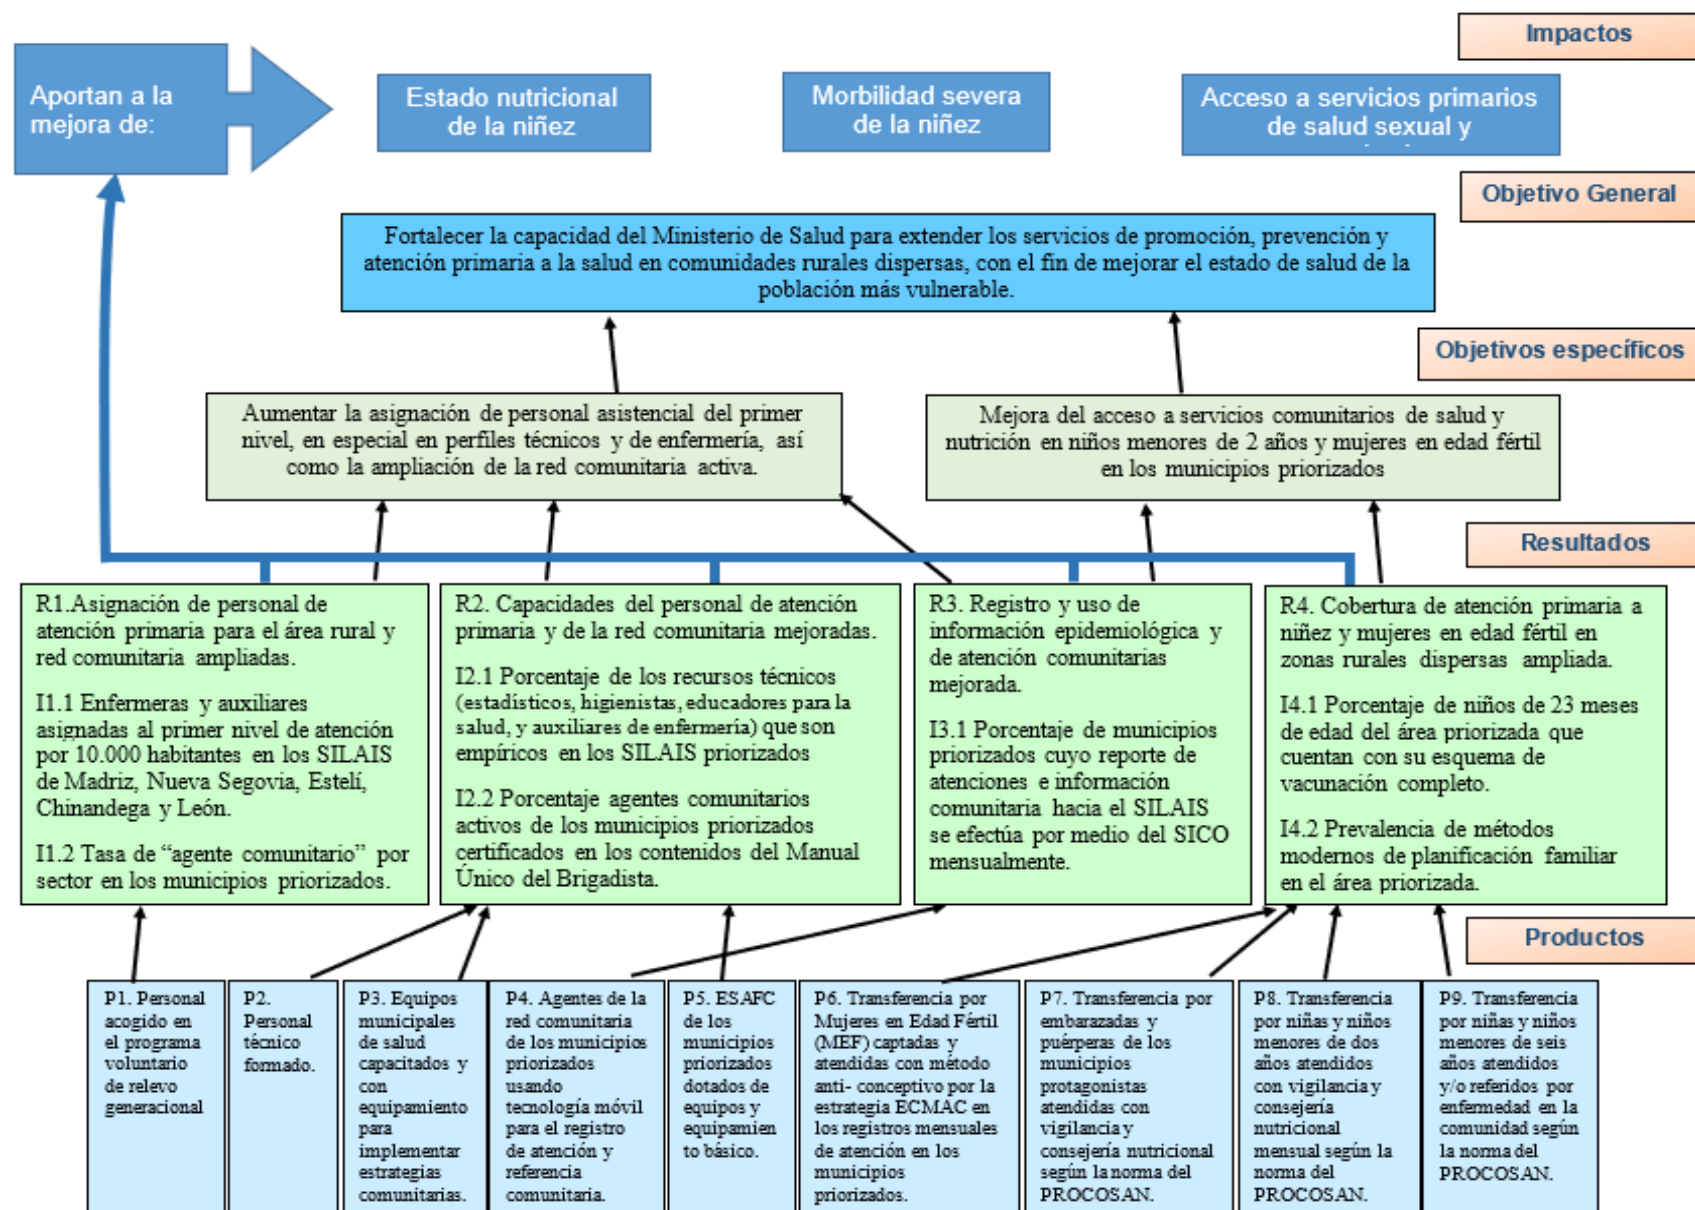 Impactos
Aportan a la
mejora de:
Estado nutricional
de la niñez
Morbilidad severa
de la niñez
Acceso a servicios primarios
de salud sexual y
Objetivo General
Fortalecer la capacidad del Ministerio de Salud para extender los servicios de promoción, prevención y
atención primaria a la salud en comunidades rurales dispersas, con el fin de mejorar el estado de salud de la
población más vulnerable.
Objetivos específicos
Aumentar la asignación de personal asistencial del primer
nivel, en especial en perfiles técnicos y de enfermería, así
como la ampliación de la red comunitaria activa.
Mejora del acceso a servicios comunitarios de salud y
nutrición en niños menores de 2 años y mujeres en edad fértil
en los municipios priorizados
Resultados
R1.Asignación de personal de
atención primaria para el área rural y
red comunitaria ampliadas.
I1.1 Enfermeras y auxiliares
asignadas al primer nivel de atención
por 10.000 habitantes en los SILAIS
de Madriz, Nueva Segovia, Estelí,
Chinandega y León.
I1.2 Tasa de “agente comunitario” por
sector en los municipios priorizados.
R2. Capacidades del personal de atención
primaria y de la red comunitaria mejoradas.
I2.1 Porcentaje de los recursos técnicos
(estadísticos, higienistas, educadores para la
salud, y auxiliares de enfermería) que son
empíricos en los SILAIS priorizados
I2.2 Porcentaje agentes comunitarios
activos de los municipios priorizados
certificados en los contenidos del Manual
Único del Brigadista.
R3. Registro y uso de
información epidemiológica y
de atención comunitarias
mejorada.
I3.1 Porcentaje de municipios
priorizados cuyo reporte de
atenciones e información
comunitaria hacia el SILAIS
se efectúa por medio del SICO
mensualmente.
R4. Cobertura de atención primaria a
niñez y mujeres en edad fértil en
zonas rurales dispersas ampliada.
I4.1 Porcentaje de niños de 23 meses
de edad del área priorizada que
cuentan con su esquema de
vacunación completo.
I4.2 Prevalencia de métodos
modernos de planificación familiar
en el área priorizada.
Productos
P1. Personal
acogido en
el programa
voluntario
de relevo
generacional
P2.
Personal
técnico
formado.
P3. Equipos
municipales
de salud
capacitados y
con
equipamiento
para
implementar
estrategias
comunitarias.
P4. Agentes de la
red comunitaria
de los municipios
priorizados
usando
tecnología móvil
para el registro
de atención y
referencia
comunitaria.
P5. ESAFC
de los
municipios
priorizados
dotados de
equipos y
equipamien
to básico.
P6. Transferencia por
Mujeres en Edad Fértil
(MEF) captadas y
atendidas con método
anti- conceptivo por la
estrategia ECMAC en
los registros mensuales
de atención en los
municipios
priorizados.
P7. Transferencia por
embarazadas y
puérperas de los
municipios
protagonistas
atendidas con
vigilancia y
consejería nutricional
según la norma del
PROCOSAN.
P8. Transferencia
por niñas y niños
menores de dos
años atendidos
con vigilancia y
consejería
nutricional
mensual según la
norma del
PROCOSAN.
P9. Transferencia
por niñas y niños
menores de seis
años atendidos
y/o referidos por
enfermedad en la
comunidad según
la norma del
PROCOSAN.